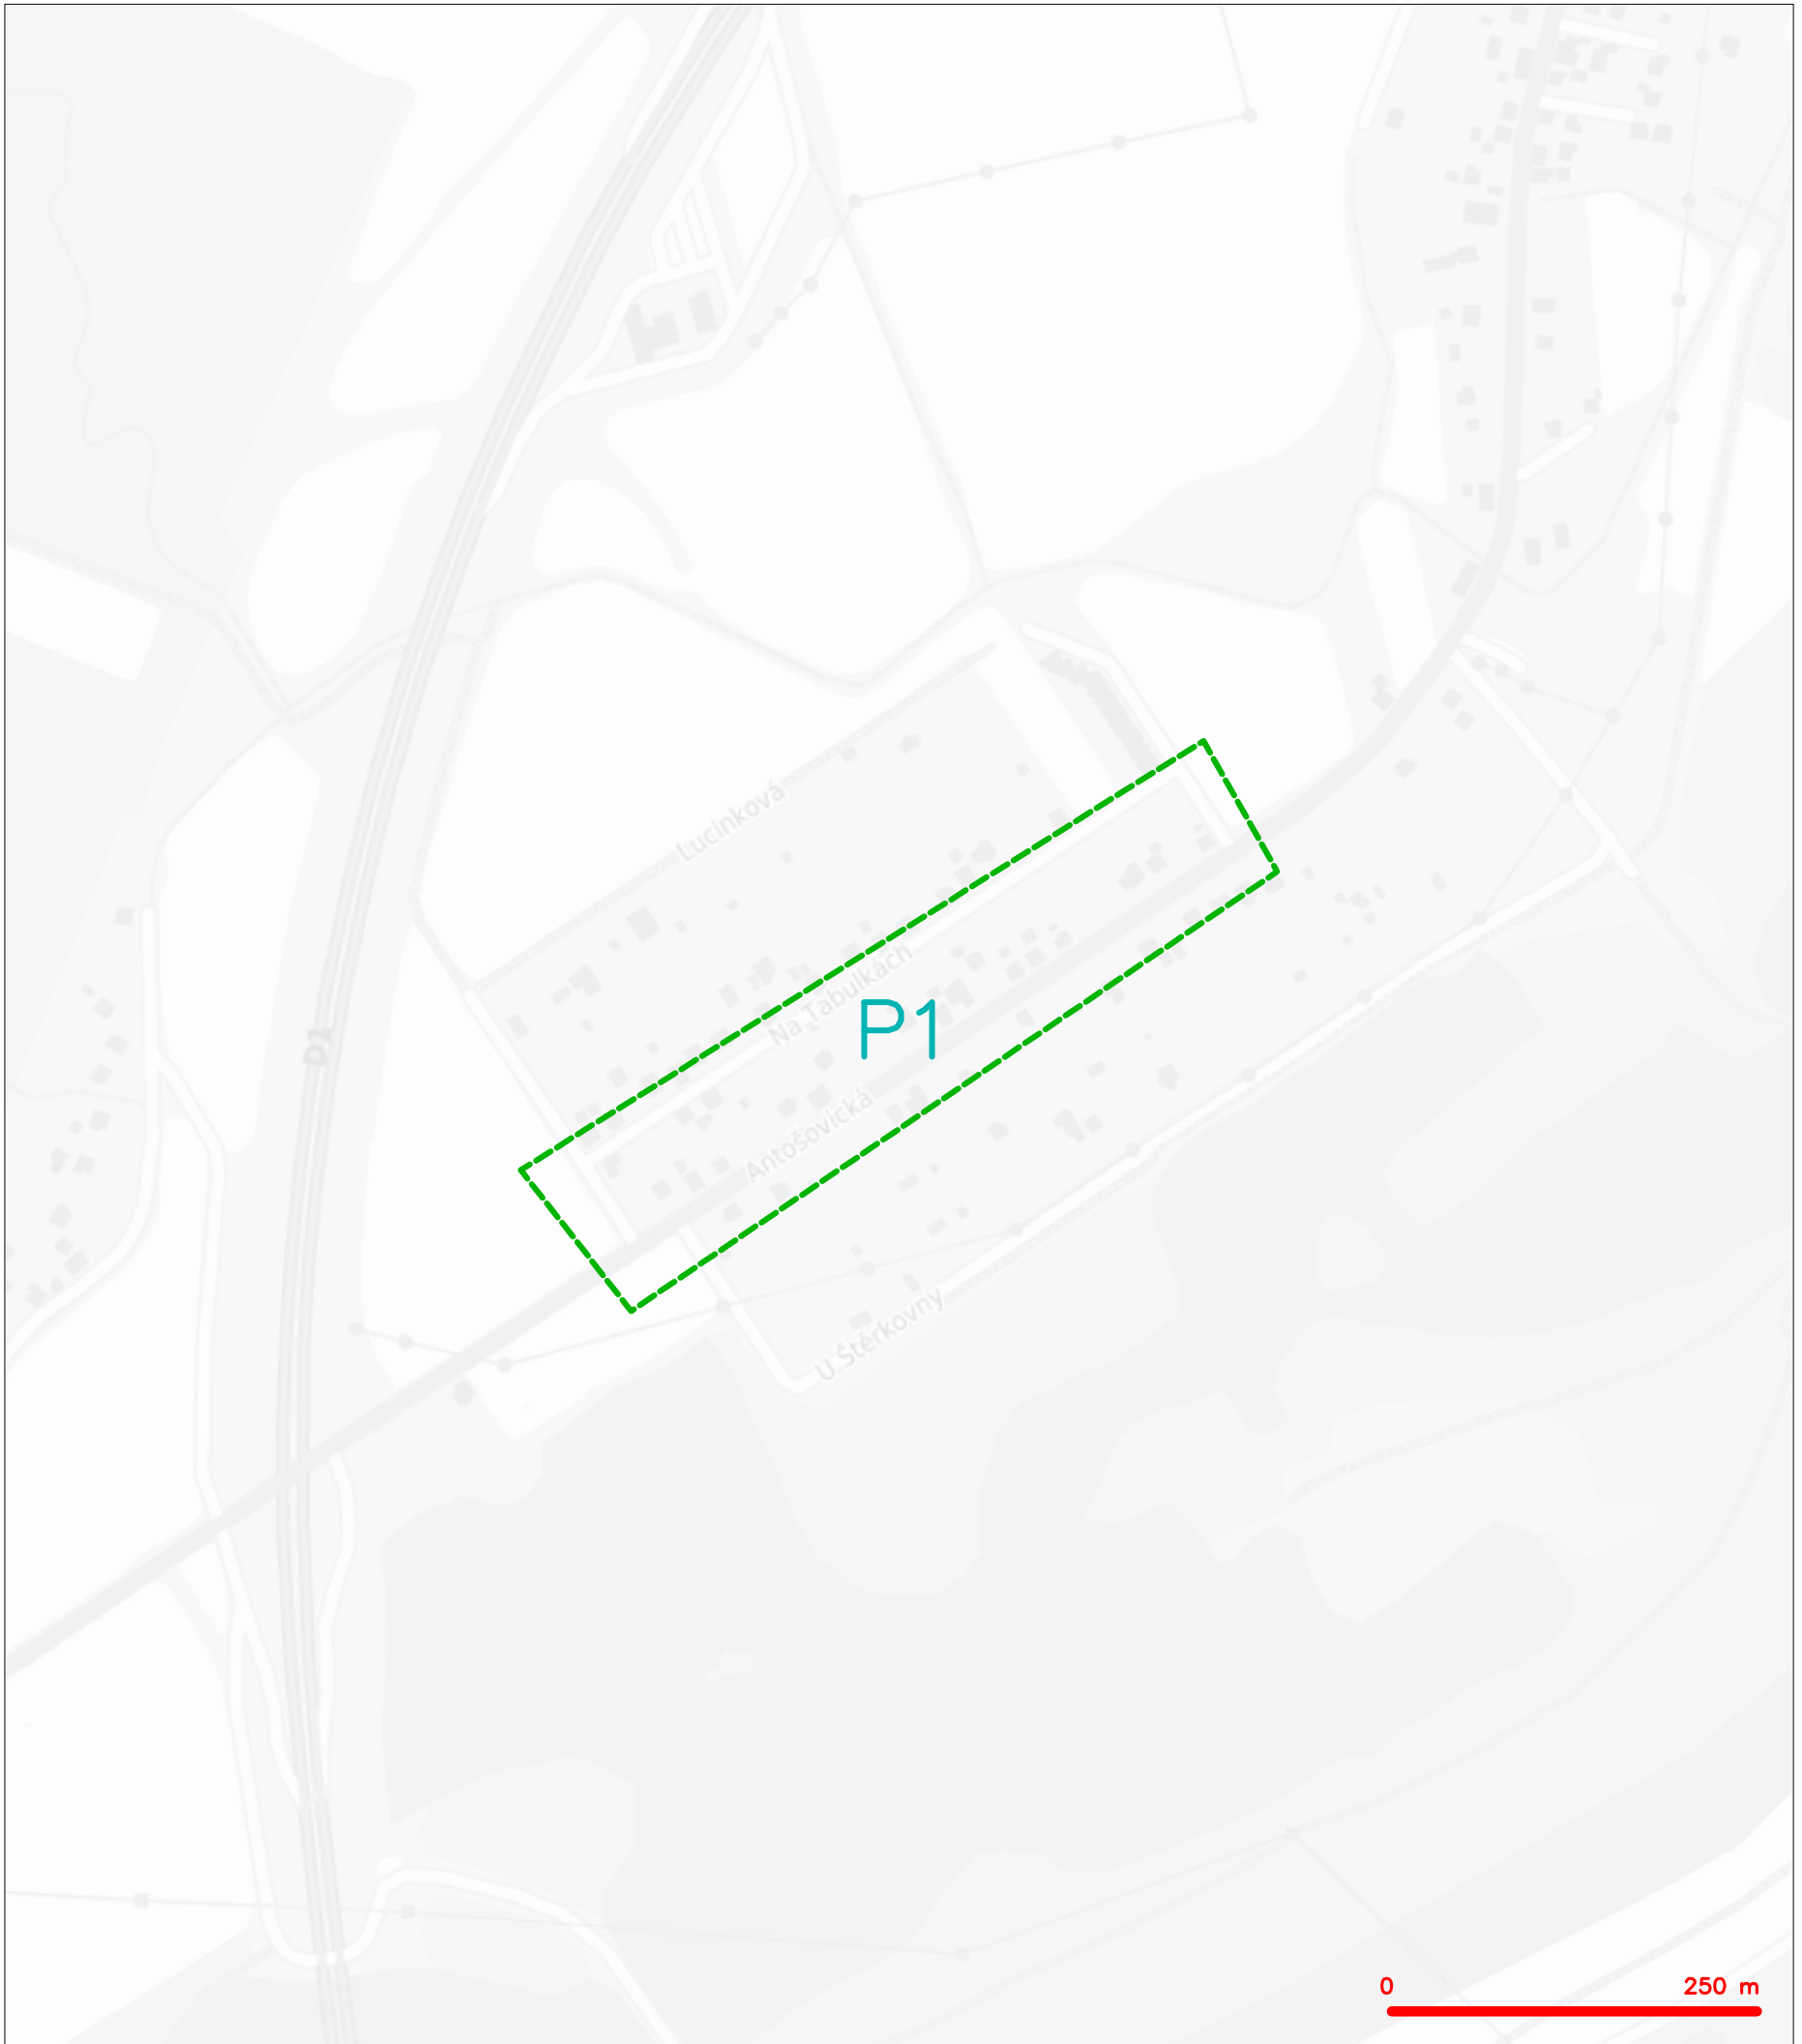 Lucinková
Na Tabulkách
P1
D1
Antošovická
U Štěrkovny
0 250 m